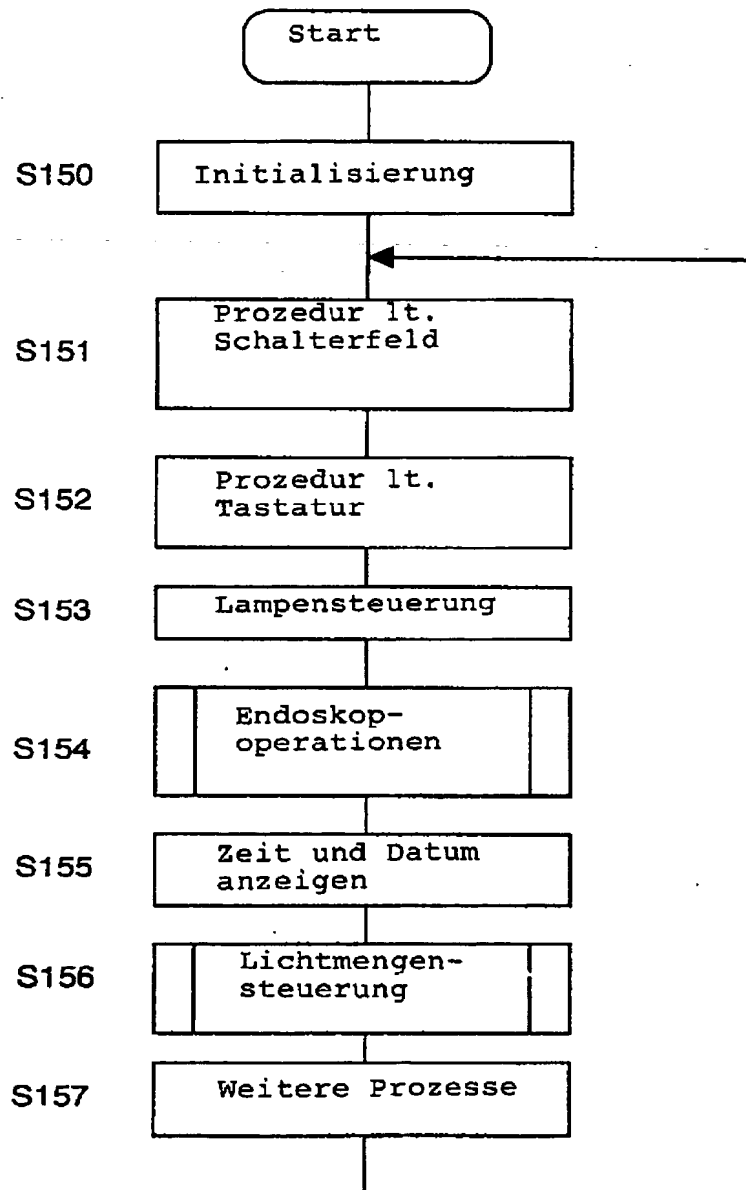 Start
S150
Initialisierung
S151
Prozedur lt.
Schalterfeld
S152
Prozedur lt.
Tastatur
S153
Lampensteuerung
S154
Endoskop-
operationen
S155
Zeit und Datum
anzeigen
S156
Lichtmengen-
steuerung
S157
Weitere Prozesse